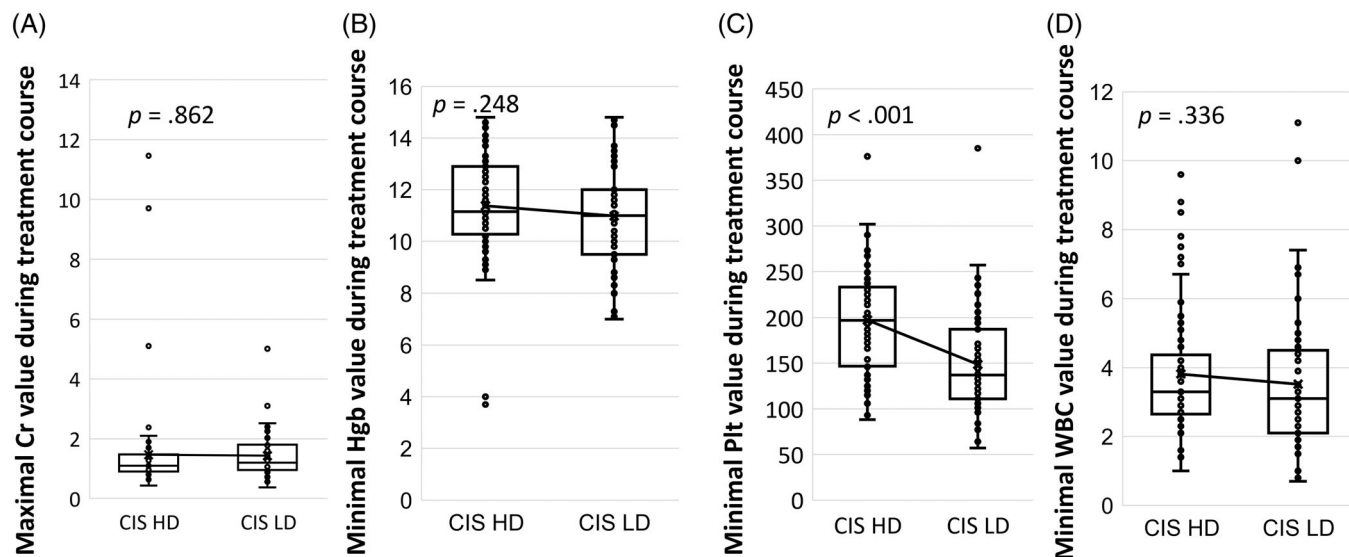 (A)
Maximal Cr value during treatment course
14
12
10
8
6
4
2
0
p = .862
CIS HD
CIS LD
(B)
Minimal Hgb value during treatment course
16
14
12
10
8
6
4
2
0
p = .248
CIS HD
CIS LD
(C)
Minimal Plt value during treatment course
450
400
350
300
250
200
150
100
50
0
p < .001
CIS HD
CIS LD
(D)
Minimal WBC value during treatment course
12
10
8
6
4
2
0
p = .336
CIS HD
CIS LD